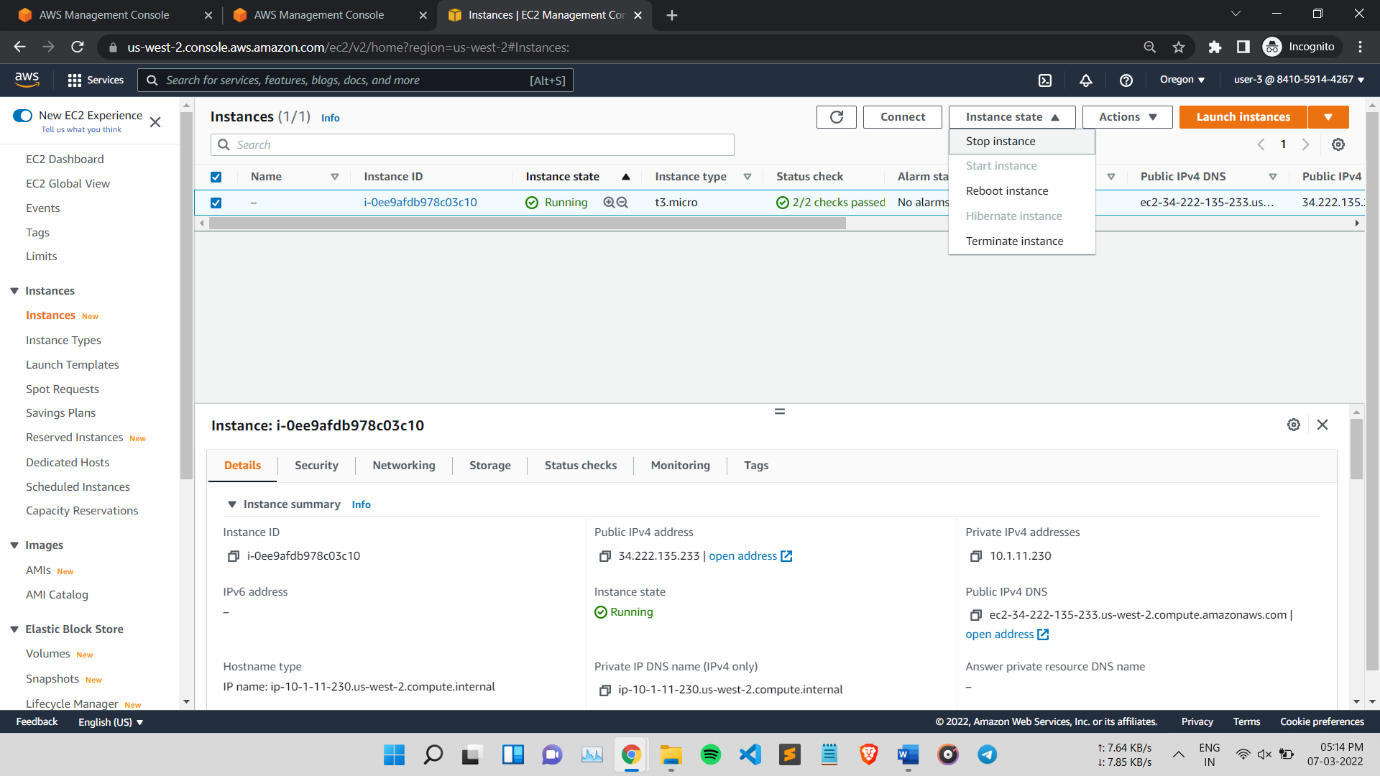 AWS Management Console
AWS Management Console
Instances | EC2 Management Con
us-west-2.console.aws.amazon.com/ec2/v2/home?region=us-west-2#Instances:
Incognito
aws
Services
Search for services, features, blogs, docs, and more
[Alt+S]
Oregon
user-3 @ 8410-5914-4267
New EC2 Experience
Tell us what you think
EC2 Dashboard
EC2 Global View
Events
Tags
Limits
Instances
Instances New
Instance Types
Launch Templates
Spot Requests
Savings Plans
Reserved Instances New
Dedicated Hosts
Scheduled Instances
Capacity Reservations
Images
AMIs New
AMI Catalog
Elastic Block Store
Volumes New
Snapshots New
Lifecycle Manager New
Instances (1/1) Info
Connect
Instance state
Actions
Launch instances
Search
1
Stop instance
Start instance
Reboot instance
Hibernate instance
Terminate instance
Name Instance ID Instance state Instance type Status check Alarm sta Public IPv4 DNS Public IPv4
– i-0ee9afdb978c03c10 Running t3.micro 2/2 checks passed No alarms ec2-34-222-135-233.us... 34.222.135.
Instance: i-0ee9afdb978c03c10
Details Security Networking Storage Status checks Monitoring Tags
Instance summary Info
Instance ID
i-0ee9afdb978c03c10
Public IPv4 address
34.222.135.233 | open address
Private IPv4 addresses
10.1.11.230
IPv6 address
–
Instance state
Running
Public IPv4 DNS
ec2-34-222-135-233.us-west-2.compute.amazonaws.com |
open address
Hostname type
IP name: ip-10-1-11-230.us-west-2.compute.internal
Private IP DNS name (IPv4 only)
ip-10-1-11-230.us-west-2.compute.internal
Answer private resource DNS name
–
Feedback English (US)
© 2022, Amazon Web Services, Inc. or its affiliates. Privacy Terms Cookie preferences
↑: 7.64 KB/s
↓: 7.85 KB/s
ENG
IN
05:14 PM
07-03-2022